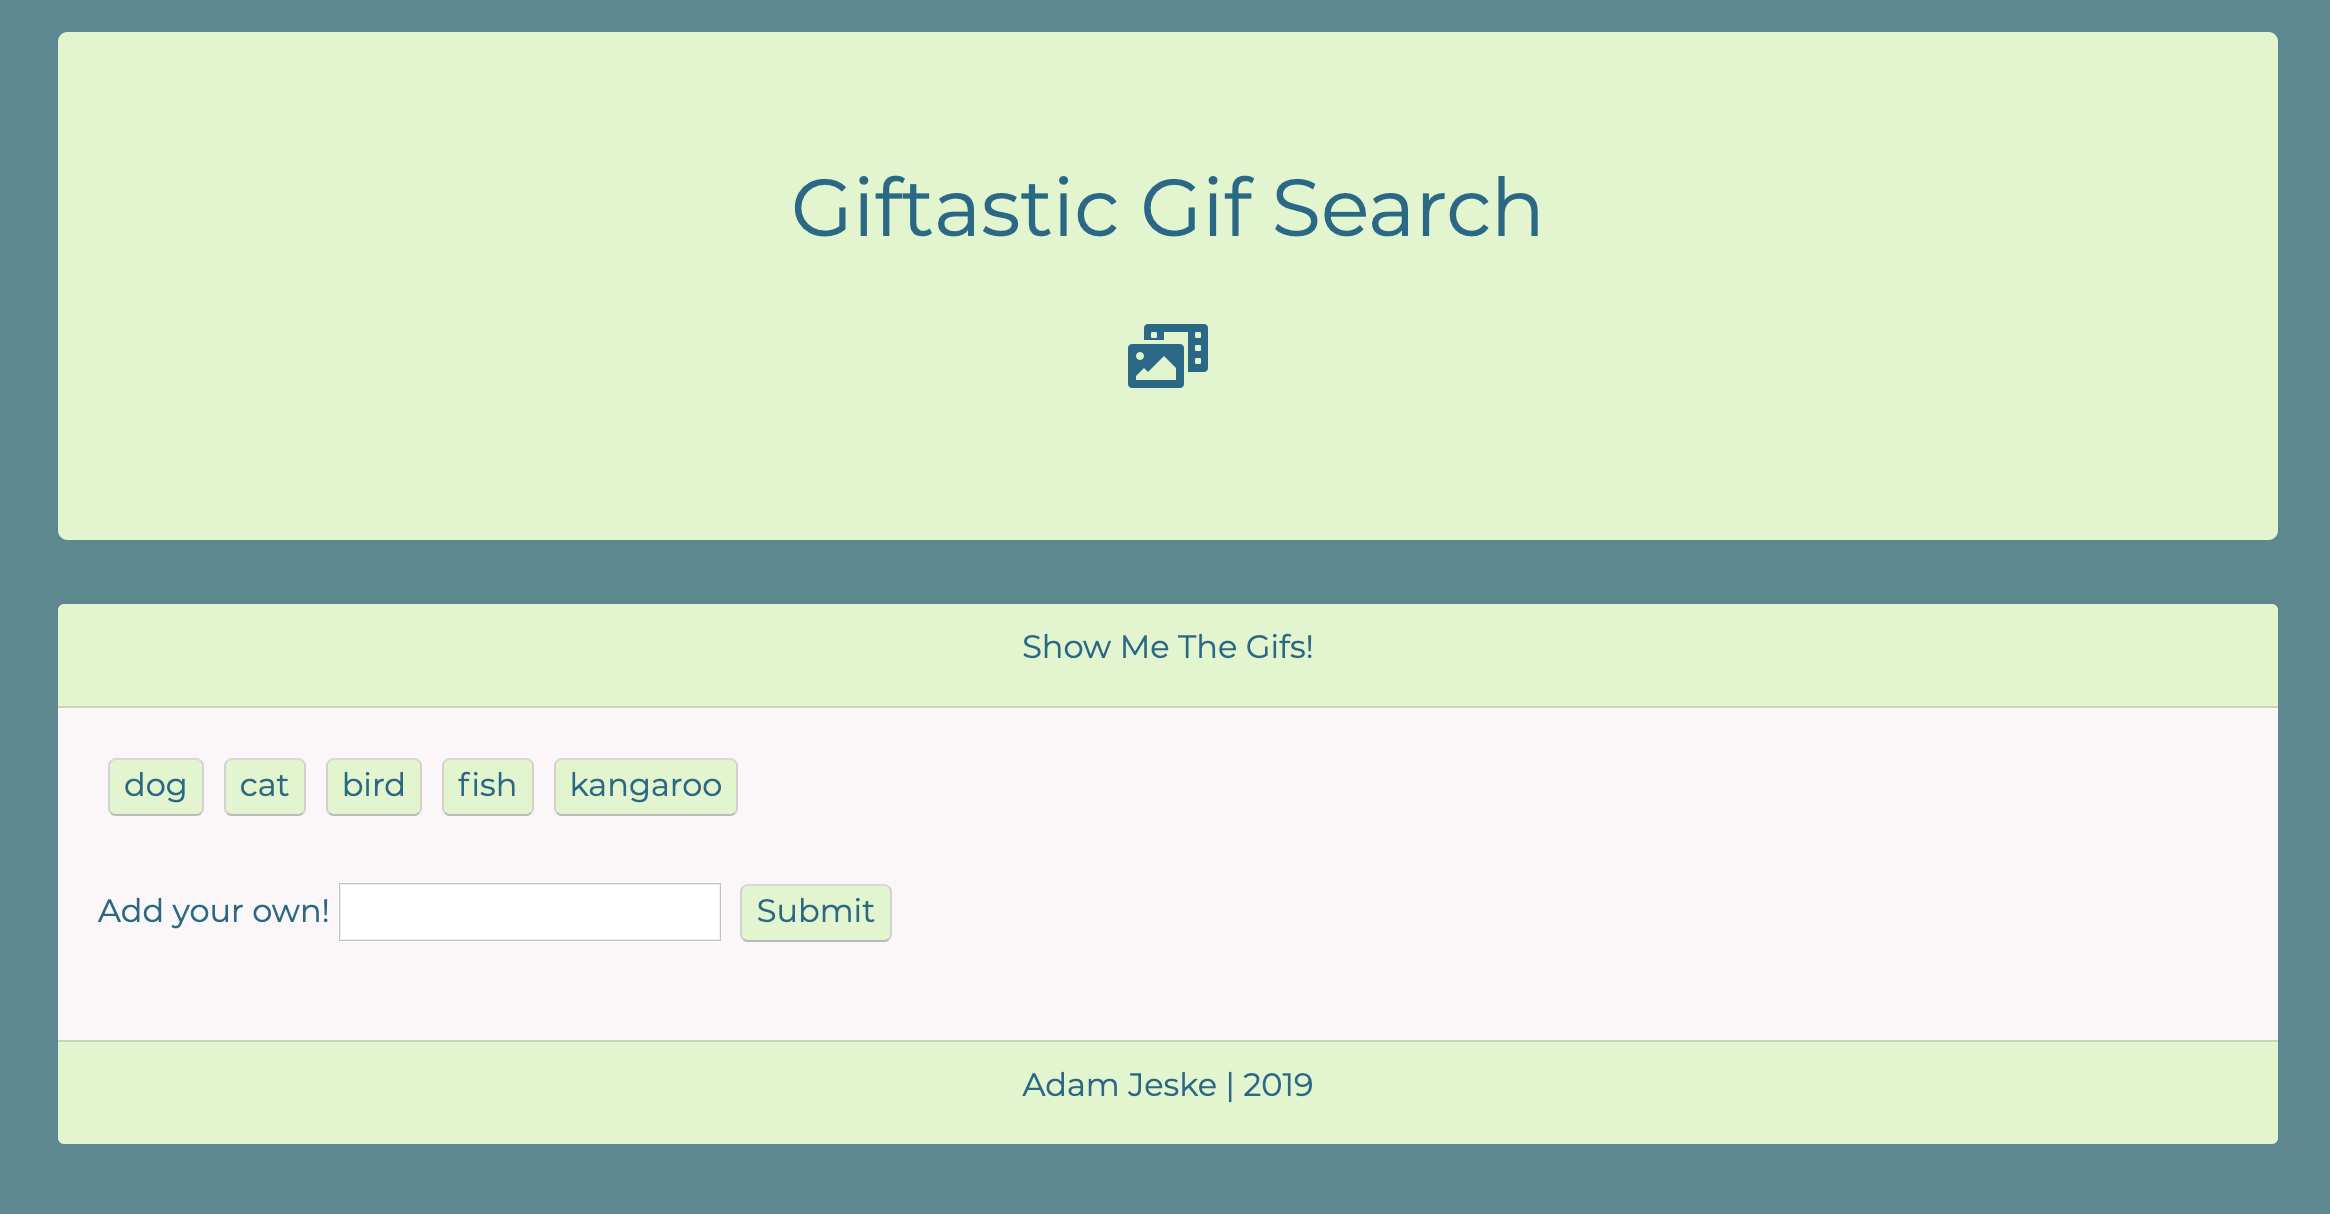 Giftastic Gif Search
Show Me The Gifs!
dog cat bird fish kangaroo
Add your own! Submit
Adam Jeske | 2019